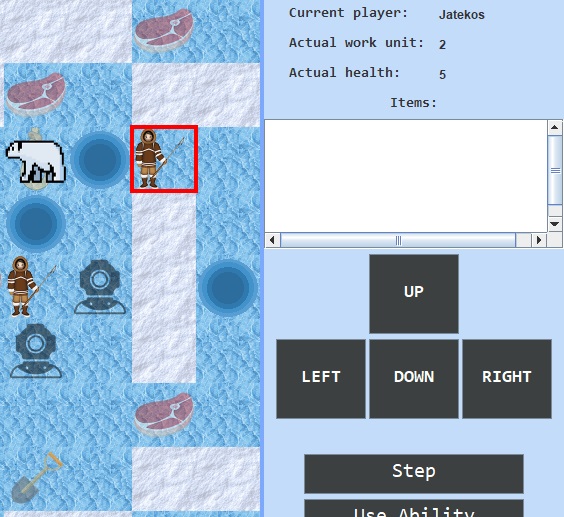 Current player: Jatekos
Actual work unit: 2
Actual health: 5
Items:
UP
LEFT DOWN RIGHT
Step
Use Ability